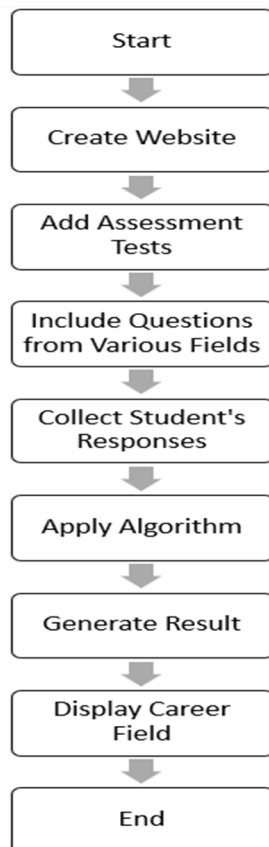 Start
Create Website
Add Assessment
Tests
Include Questions
from Various Fields
Collect Student's
Responses
Apply Algorithm
Generate Result
Display Career
Field
End